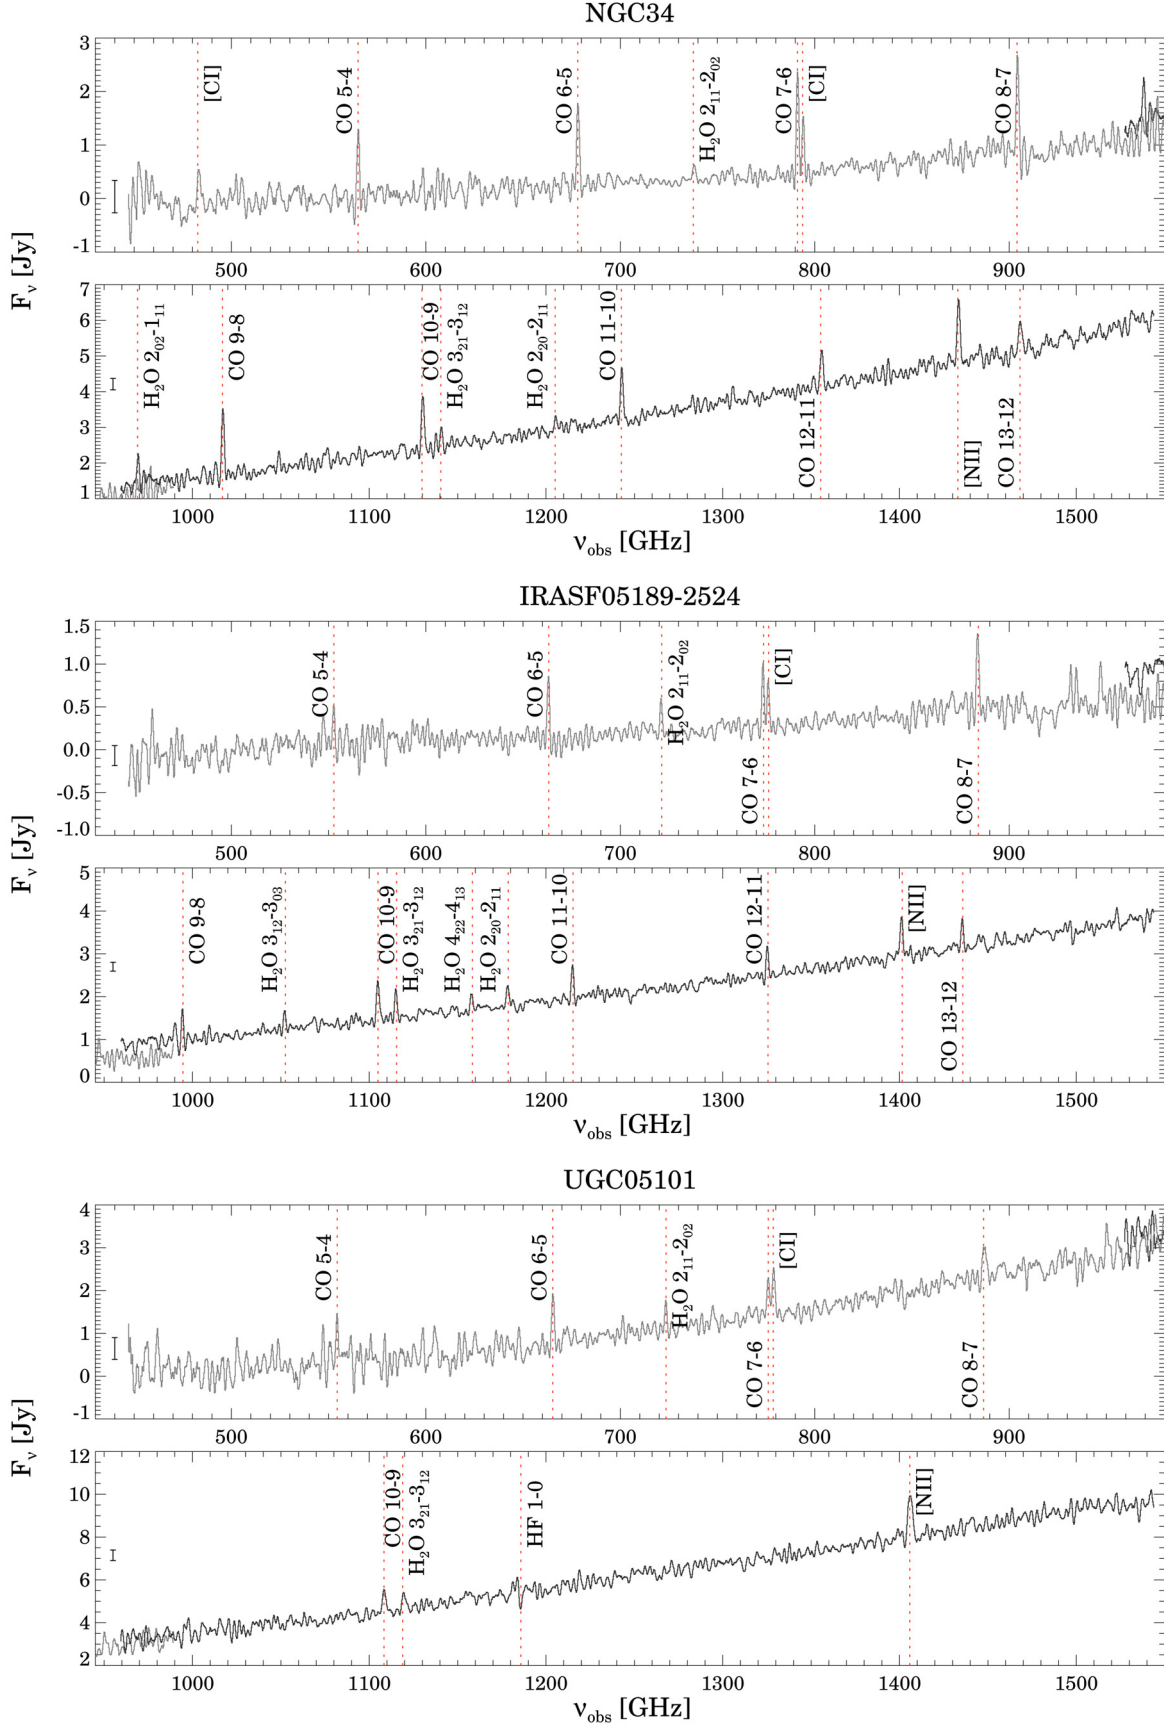 NGC34
3
2
1
0
-1
[CI]
CO 5-4
CO 6-5
H₂O 2₁₁-2₀₂
CO 7-6
[CI]
CO 8-7
500
600
700
800
900
Fν [Jy]
7
6
5
4
3
2
1
H₂O 2₀₂-1₁₁
CO 9-8
CO 10-9
H₂O 3₂₁-3₁₂
H₂O 2₂₀-2₁₁
CO 11-10
CO 12-11
[NII]
CO 13-12
1000
1100
1200
1300
1400
1500
νobs [GHz]
IRASF05189-2524
1.5
1.0
0.5
0.0
-0.5
-1.0
CO 5-4
CO 6-5
H₂O 2₁₁-2₀₂
CO 7-6
[CI]
CO 8-7
500
600
700
800
900
Fν [Jy]
5
4
3
2
1
0
CO 9-8
H₂O 3₁₂-3₀₃
CO 10-9
H₂O 3₂₁-3₁₂
H₂O 4₂₂-4₁₃
H₂O 2₂₀-2₁₁
CO 11-10
CO 12-11
[NII]
CO 13-12
1000
1100
1200
1300
1400
1500
νobs [GHz]
UGC05101
4
3
2
1
0
-1
CO 5-4
CO 6-5
H₂O 2₁₁-2₀₂
CO 7-6
[CI]
CO 8-7
500
600
700
800
900
Fν [Jy]
12
10
8
6
4
2
CO 10-9
H₂O 3₂₁-3₁₂
HF 1-0
[NII]
1000
1100
1200
1300
1400
1500
νobs [GHz]